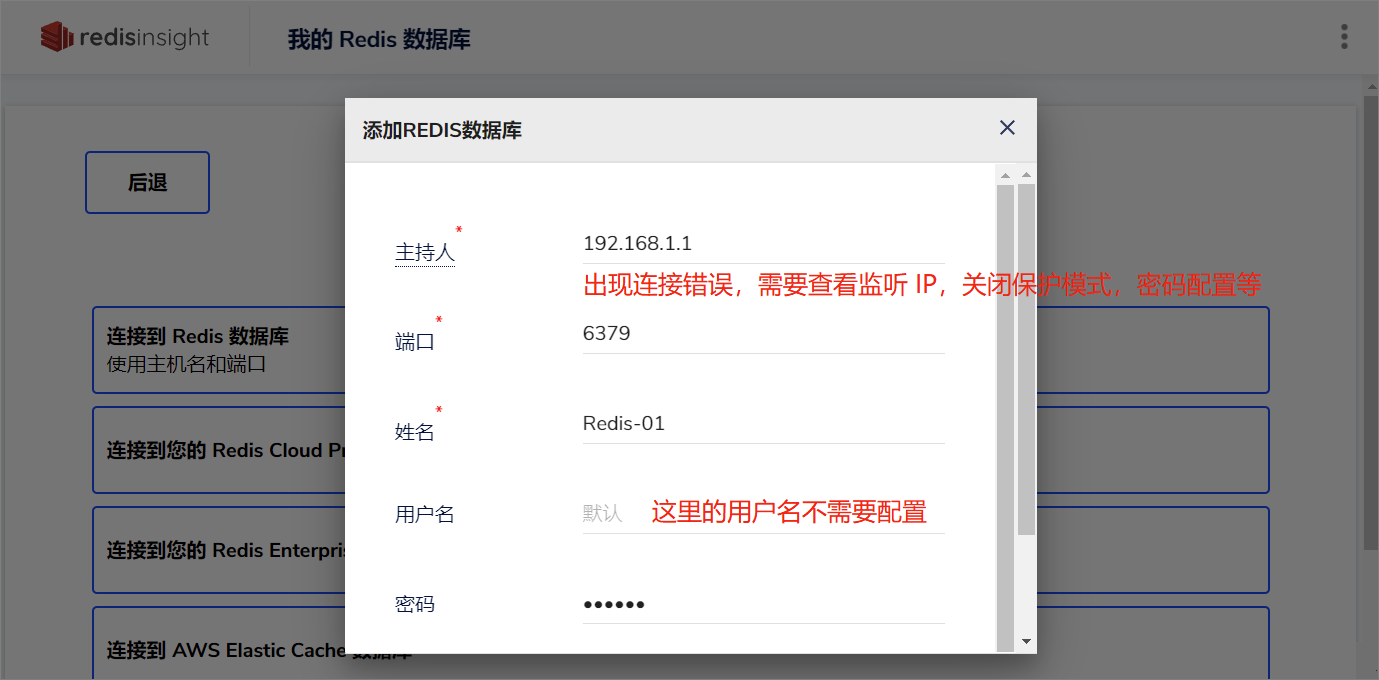 redisinsight
我的 Redis 数据库
添加REDIS数据库
后退
主持人 *
192.168.1.1
出现连接错误，需要查看监听 IP，关闭保护模式，密码配置等
连接到 Redis 数据库
使用主机名和端口
端口 *
6379
姓名 *
Redis-01
连接到您的 Redis Cloud Pr
用户名
默认
这里的用户名不需要配置
连接到您的 Redis Enterpris
密码
••••••
连接到 AWS Elastic Cache 数据库